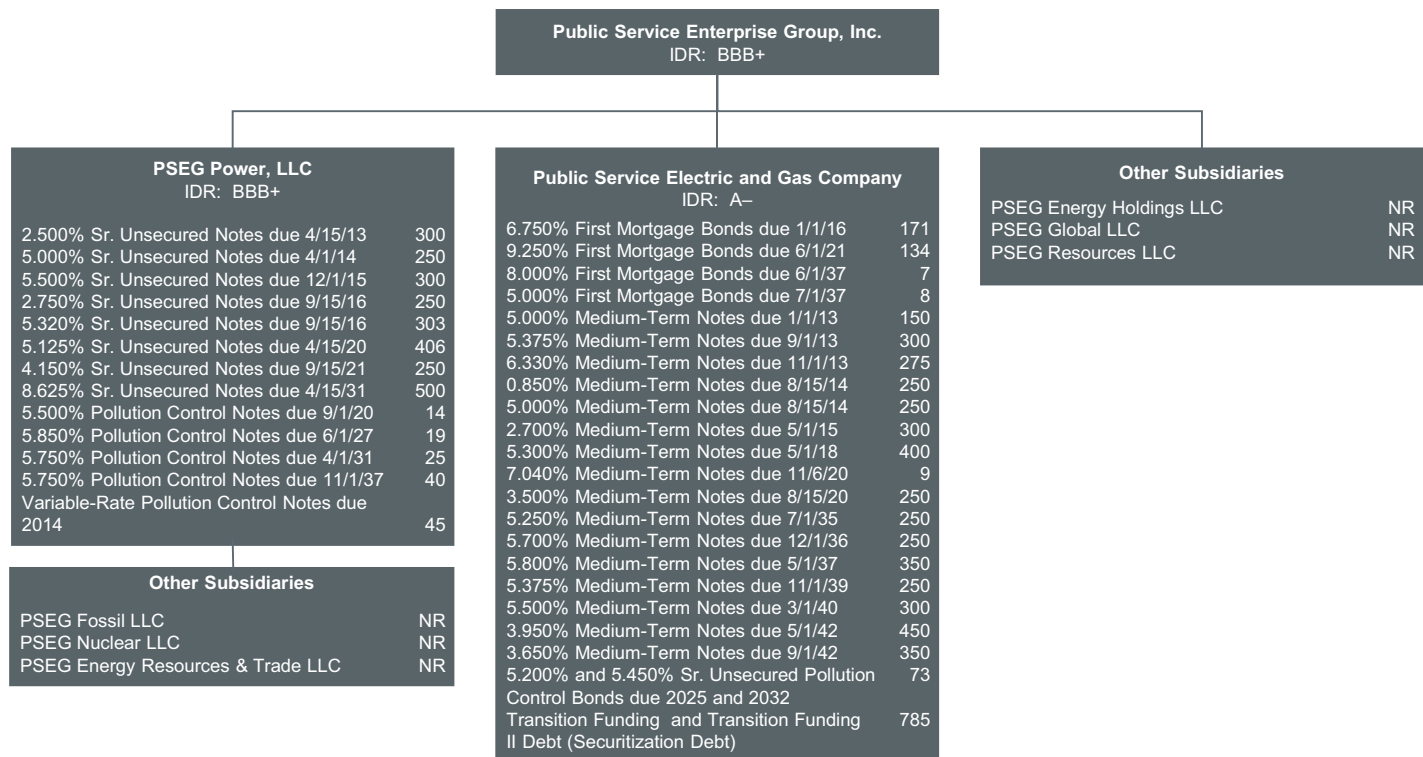 Public Service Enterprise Group, Inc.
IDR: BBB+
PSEG Power, LLC
IDR: BBB+
2.500% Sr. Unsecured Notes due 4/15/13 300
5.000% Sr. Unsecured Notes due 4/1/14 250
5.500% Sr. Unsecured Notes due 12/1/15 300
2.750% Sr. Unsecured Notes due 9/15/16 250
5.320% Sr. Unsecured Notes due 9/15/16 303
5.125% Sr. Unsecured Notes due 4/15/20 406
4.150% Sr. Unsecured Notes due 9/15/21 250
8.625% Sr. Unsecured Notes due 4/15/31 500
5.500% Pollution Control Notes due 9/1/20 14
5.850% Pollution Control Notes due 6/1/27 19
5.750% Pollution Control Notes due 4/1/31 25
5.750% Pollution Control Notes due 11/1/37 40
Variable-Rate Pollution Control Notes due
2014 45
Other Subsidiaries
PSEG Fossil LLC NR
PSEG Nuclear LLC NR
PSEG Energy Resources & Trade LLC NR
Public Service Electric and Gas Company
IDR: A–
6.750% First Mortgage Bonds due 1/1/16 171
9.250% First Mortgage Bonds due 6/1/21 134
8.000% First Mortgage Bonds due 6/1/37 7
5.000% First Mortgage Bonds due 7/1/37 8
5.000% Medium-Term Notes due 1/1/13 150
5.375% Medium-Term Notes due 9/1/13 300
6.330% Medium-Term Notes due 11/1/13 275
0.850% Medium-Term Notes due 8/15/14 250
5.000% Medium-Term Notes due 8/15/14 250
2.700% Medium-Term Notes due 5/1/15 300
5.300% Medium-Term Notes due 5/1/18 400
7.040% Medium-Term Notes due 11/6/20 9
3.500% Medium-Term Notes due 8/15/20 250
5.250% Medium-Term Notes due 7/1/35 250
5.700% Medium-Term Notes due 12/1/36 250
5.800% Medium-Term Notes due 5/1/37 350
5.375% Medium-Term Notes due 11/1/39 250
5.500% Medium-Term Notes due 3/1/40 300
3.950% Medium-Term Notes due 5/1/42 450
3.650% Medium-Term Notes due 9/1/42 350
5.200% and 5.450% Sr. Unsecured Pollution 73
Control Bonds due 2025 and 2032
Transition Funding and Transition Funding 785
II Debt (Securitization Debt)
Other Subsidiaries
PSEG Energy Holdings LLC NR
PSEG Global LLC NR
PSEG Resources LLC NR